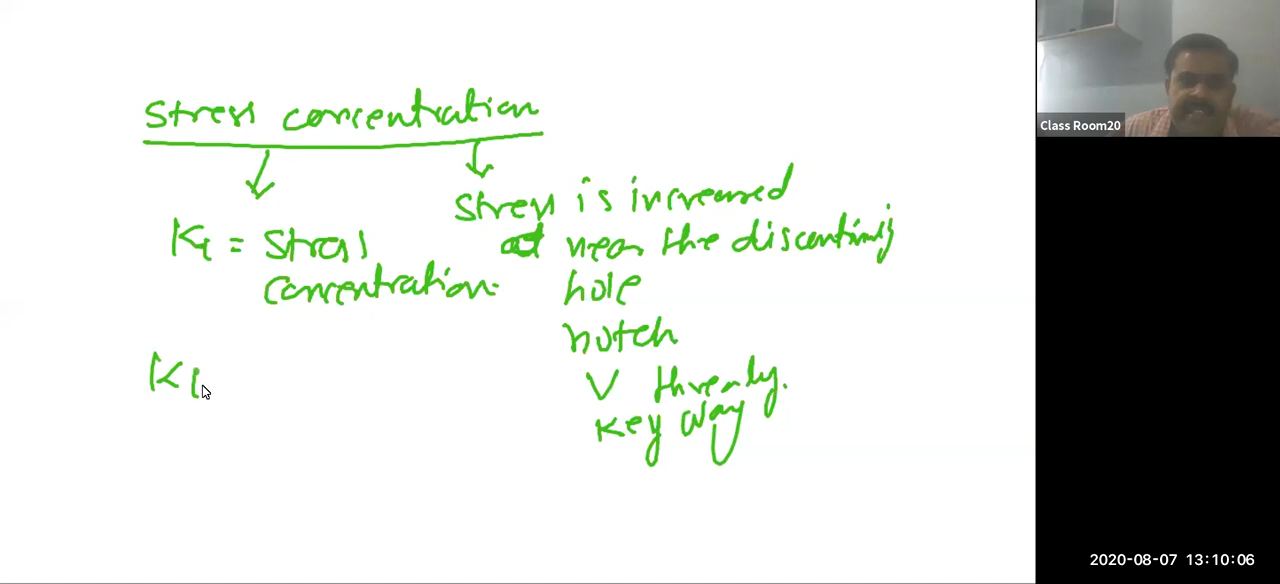 Stress concentration
Stress is increased
Kt = Stress
at near the discontinuity
concentration.
hole
notch
V threads.
Key way
Kt
Class Room20
2020-08-07 13:10:06